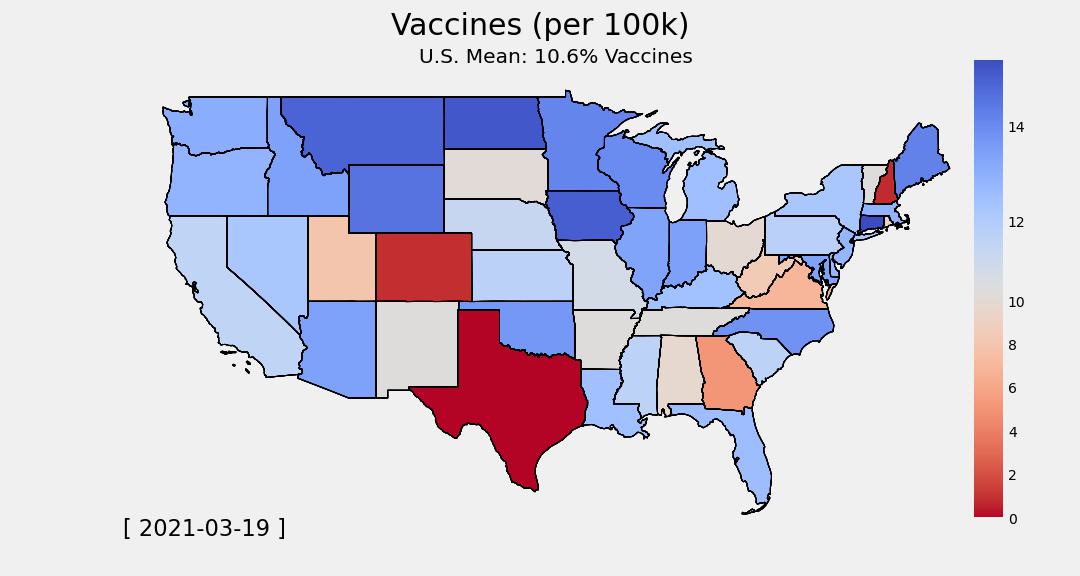 Vaccines (per 100k)
U.S. Mean: 10.6% Vaccines
14
12
10
8
6
4
2
0
[ 2021-03-19 ]